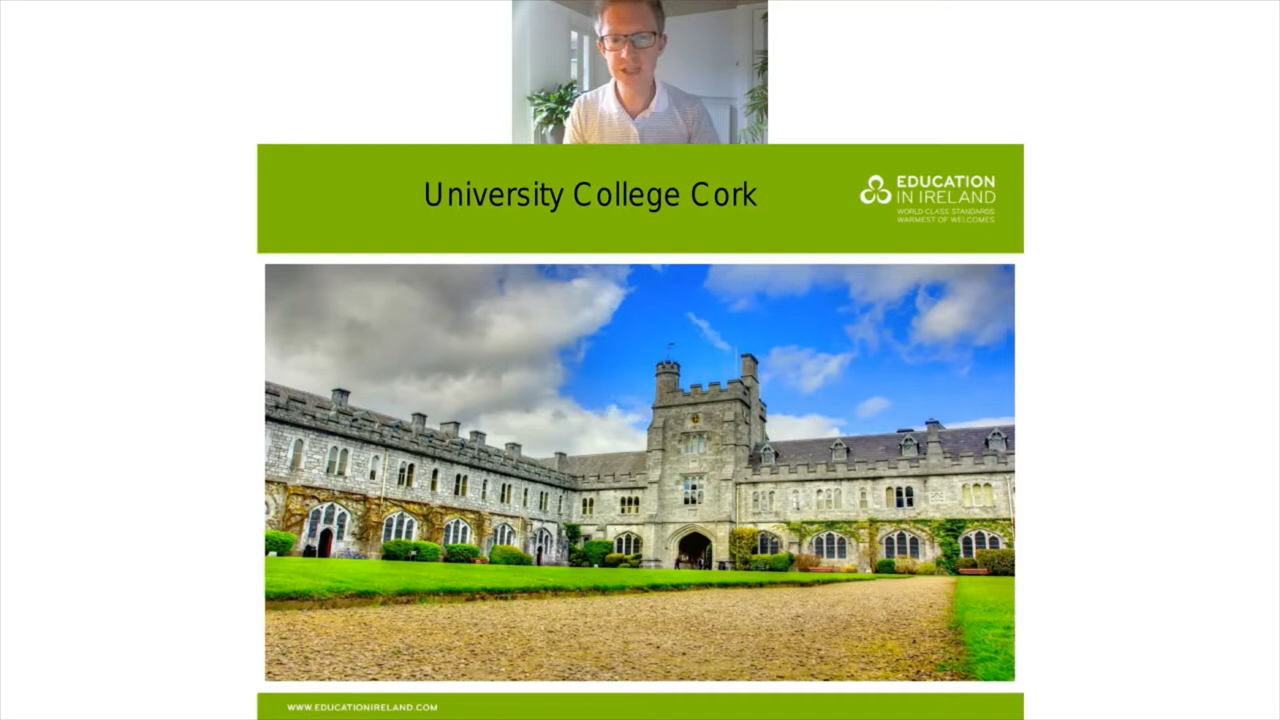 University College Cork
EDUCATION
IN IRELAND
WORLD-CLASS STANDARDS
WARMEST OF WELCOMES
WWW.EDUCATIONIRELAND.COM